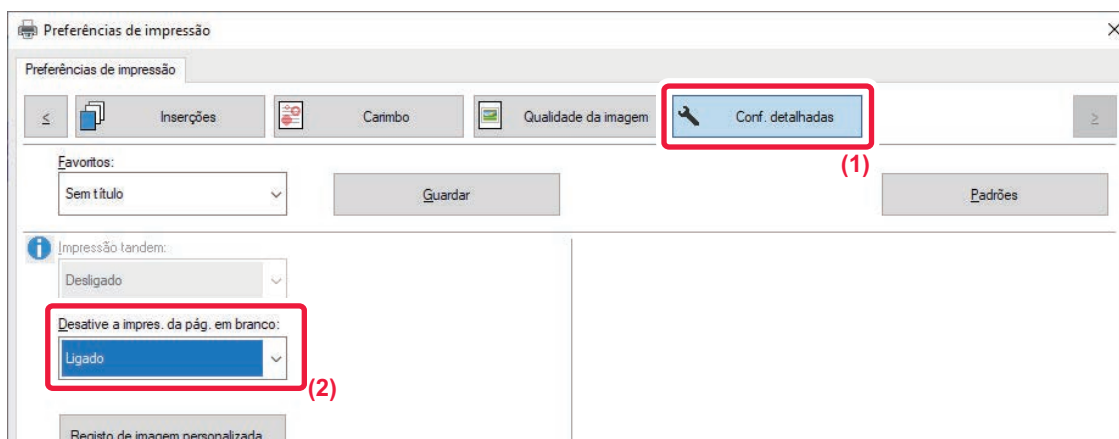 Preferências de impressão
Preferências de impressão
< Inserções Carimbo Qualidade da imagem Conf. detalhadas >
(1)
Favoritos:
Sem título Guardar Padrões
Impressão tandem:
Desligado
Desative a impres. da pág. em branco:
Ligado
(2)
Registo de imagem personalizada